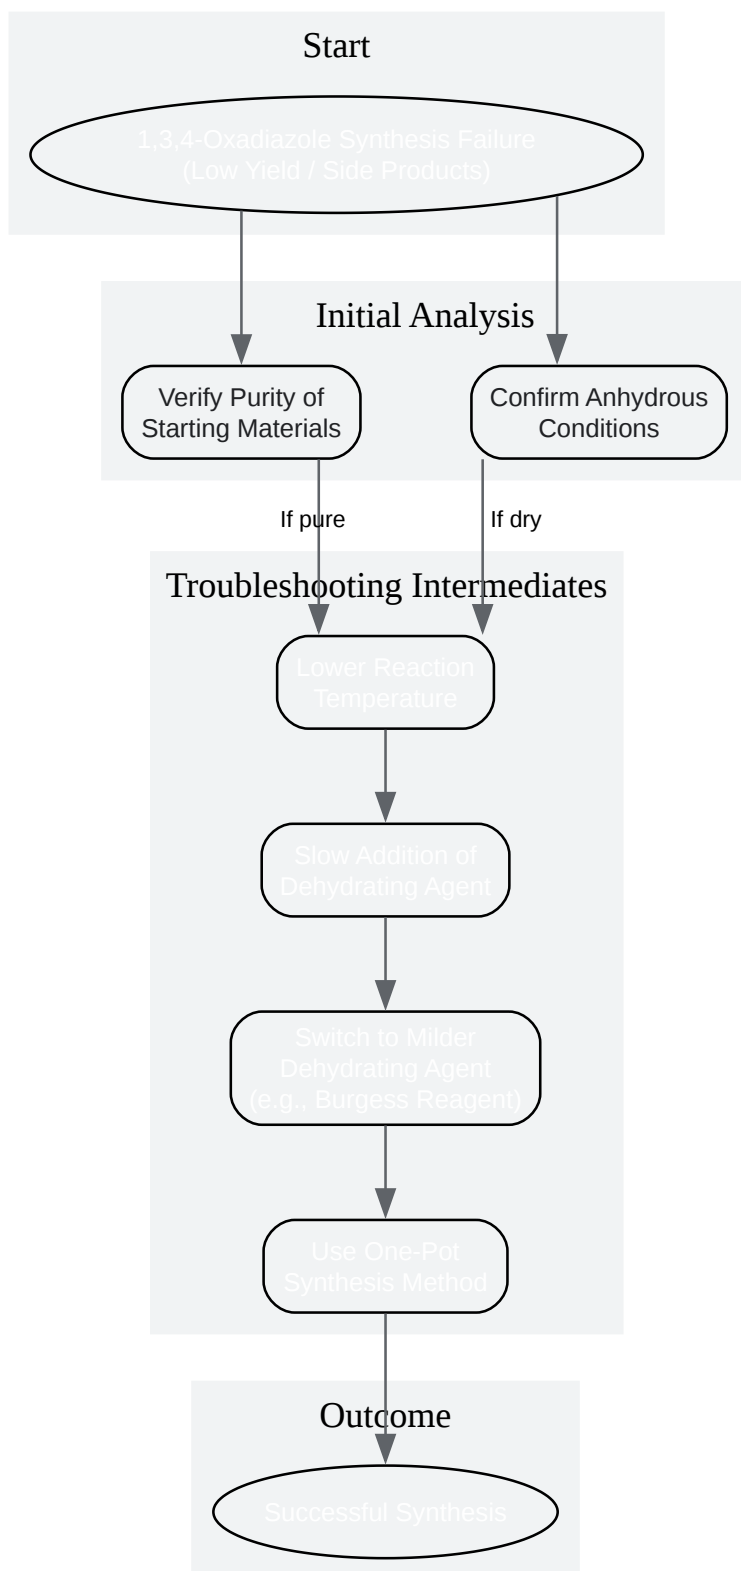 Start
1,3,4-Oxadiazole Synthesis Failure
(Low Yield / Side Products)
Initial Analysis
Verify Purity of
Starting Materials
Confirm Anhydrous
Conditions
If pure
If dry
Troubleshooting Intermediates
Lower Reaction
Temperature
Slow Addition of
Dehydrating Agent
Switch to Milder
Dehydrating Agent
(e.g., Burgess Reagent)
Use One-Pot
Synthesis Method
Outcome
Successful Synthesis